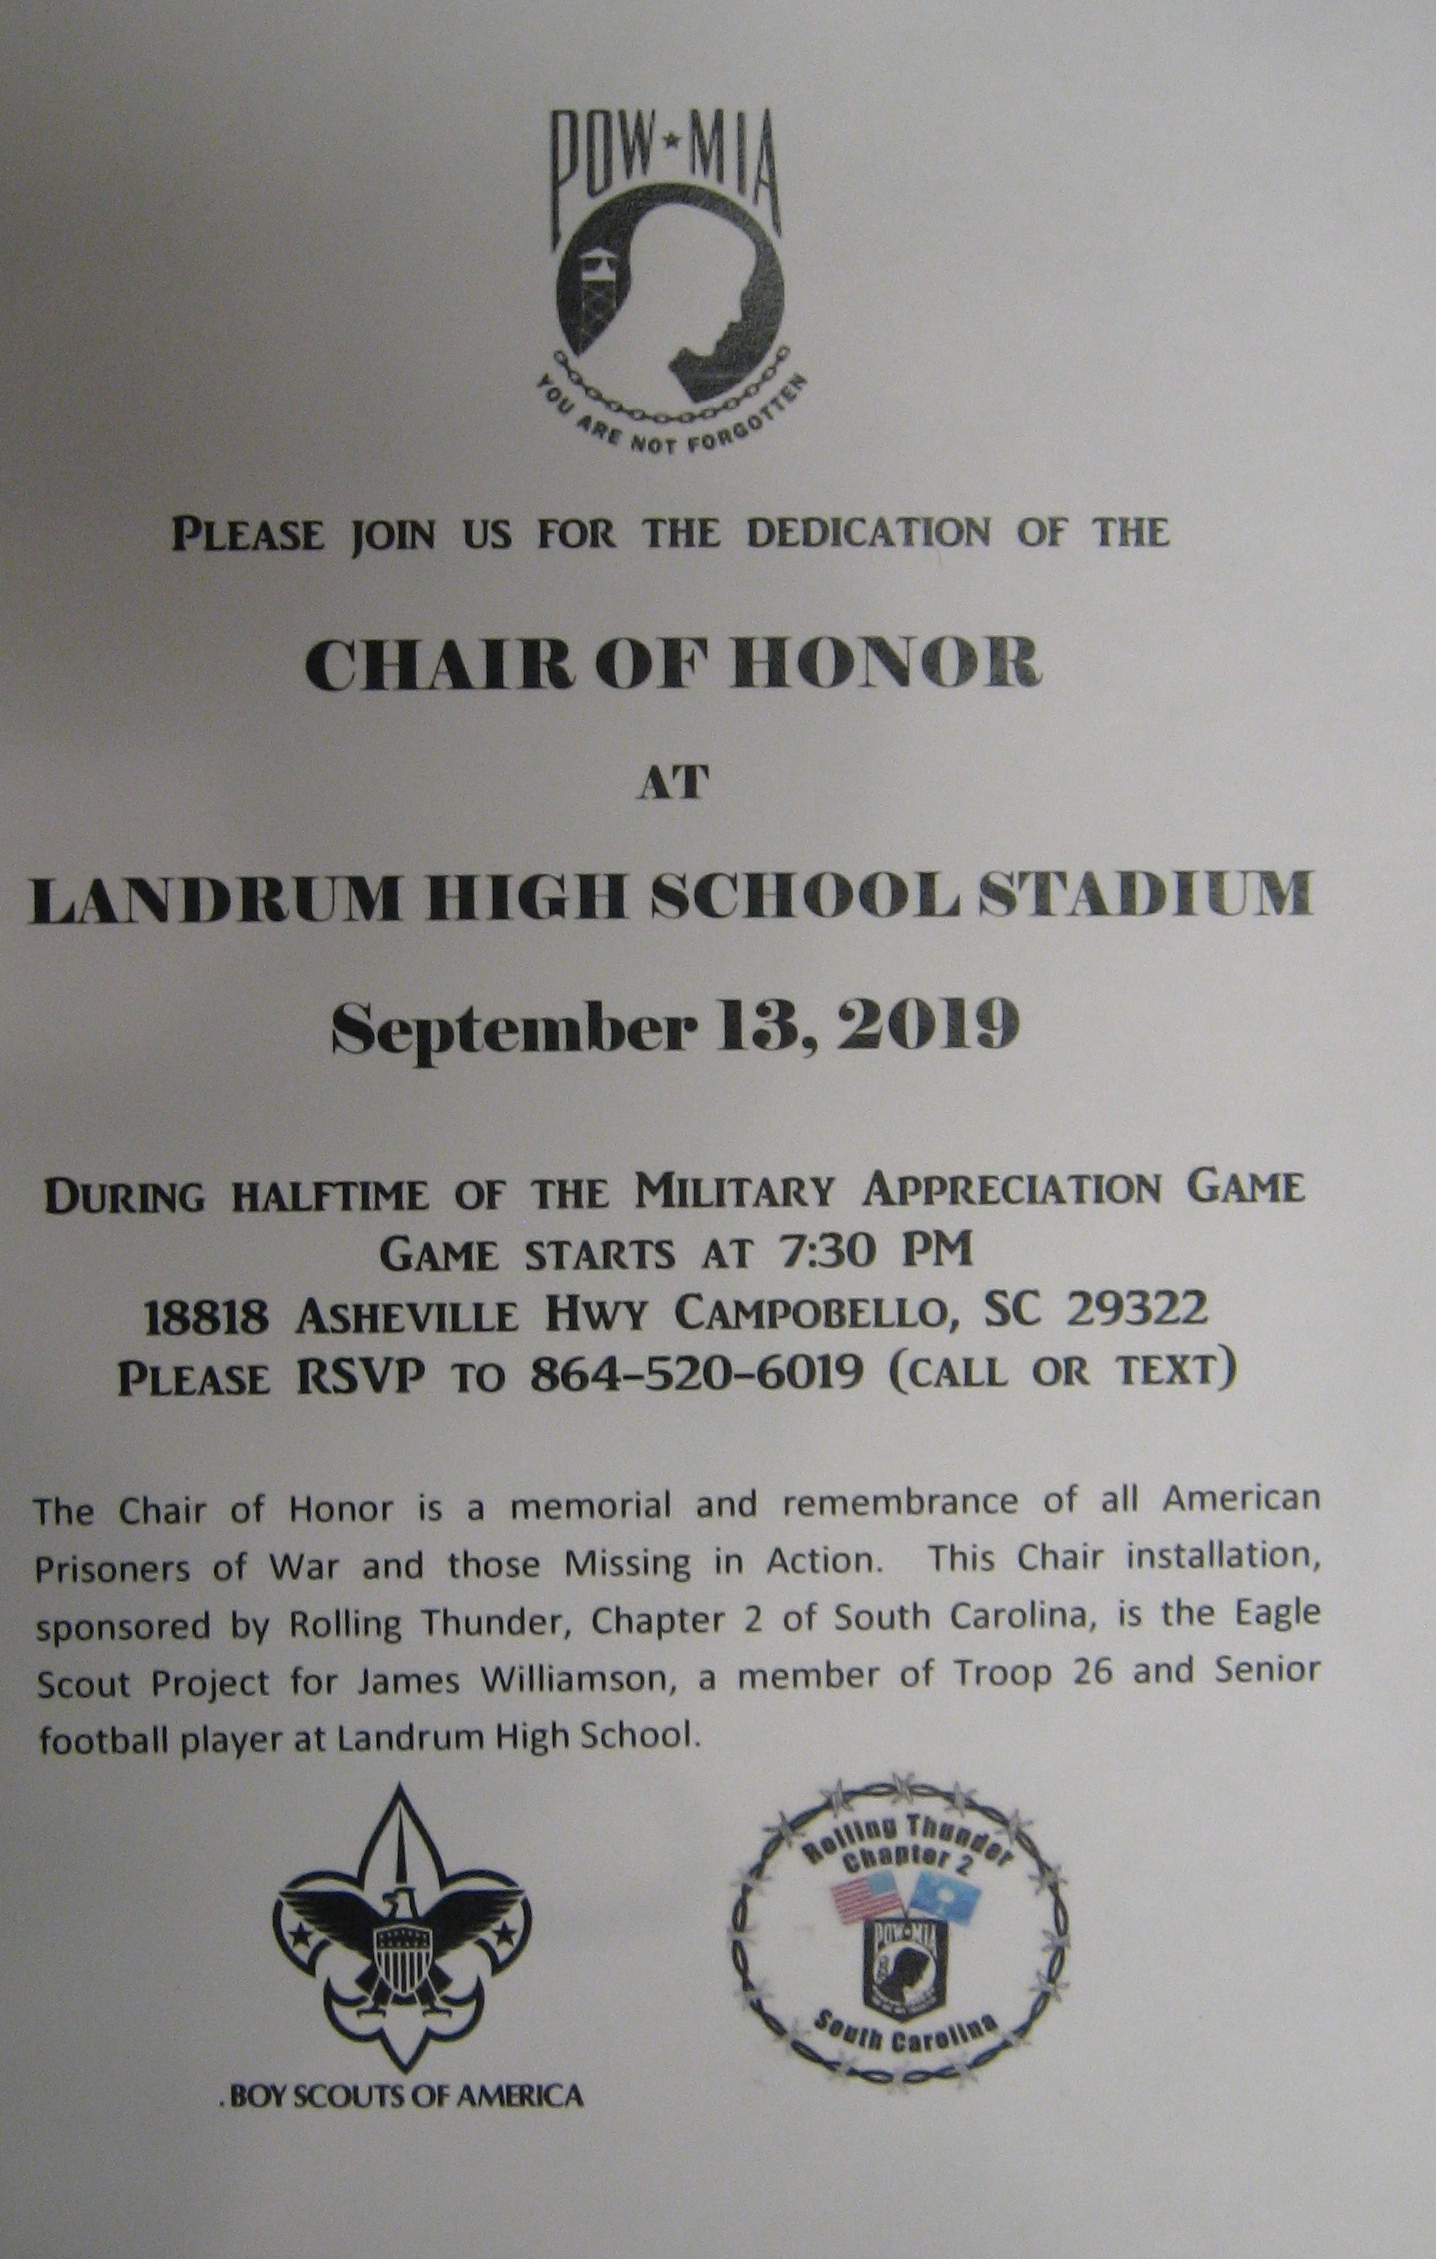 POW★MIA
YOU ARE NOT FORGOTTEN
PLEASE JOIN US FOR THE DEDICATION OF THE
CHAIR OF HONOR
AT
LANDRUM HIGH SCHOOL STADIUM
September 13, 2019
DURING HALFTIME OF THE MILITARY APPRECIATION GAME
GAME STARTS AT 7:30 PM
18818 ASHEVILLE HWY CAMPOBELLO, SC 29322
PLEASE RSVP TO 864-520-6019 (CALL OR TEXT)
The Chair of Honor is a memorial and remembrance of all American
Prisoners of War and those Missing in Action. This Chair installation,
sponsored by Rolling Thunder, Chapter 2 of South Carolina, is the Eagle
Scout Project for James Williamson, a member of Troop 26 and Senior
football player at Landrum High School.
. BOY SCOUTS OF AMERICA
Rolling Thunder
Chapter 2
POW★MIA
South Carolina